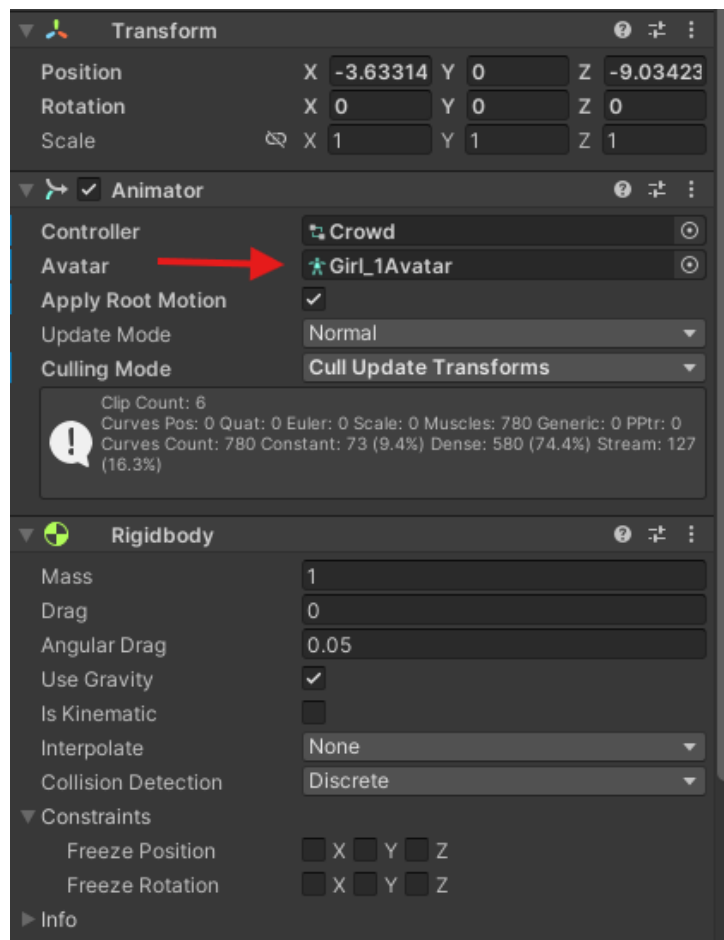 Transform
Position X -3.63314 Y 0 Z -9.03423
Rotation X 0 Y 0 Z 0
Scale X 1 Y 1 Z 1
Animator
Controller Crowd
Avatar Girl_1Avatar
Apply Root Motion
Update Mode Normal
Culling Mode Cull Update Transforms
Clip Count: 6
Curves Pos: 0 Quat: 0 Euler: 0 Scale: 0 Muscles: 780 Generic: 0 PPtr: 0
Curves Count: 780 Constant: 73 (9.4%) Dense: 580 (74.4%) Stream: 127
(16.3%)
Rigidbody
Mass 1
Drag 0
Angular Drag 0.05
Use Gravity
Is Kinematic
Interpolate None
Collision Detection Discrete
Constraints
Freeze Position X Y Z
Freeze Rotation X Y Z
Info